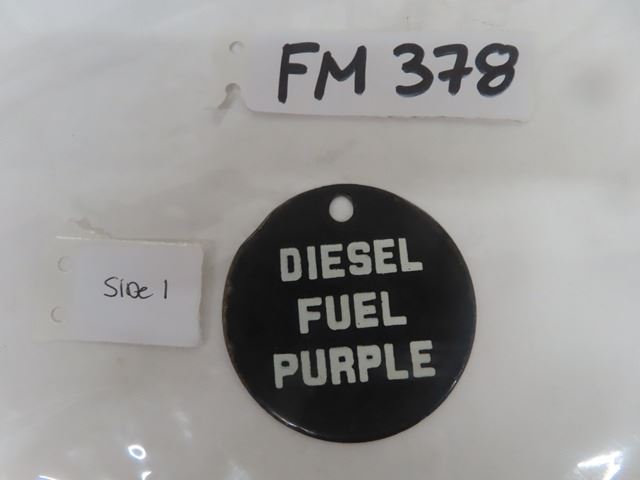 FM 378
Side 1
DIESEL
FUEL
PURPLE